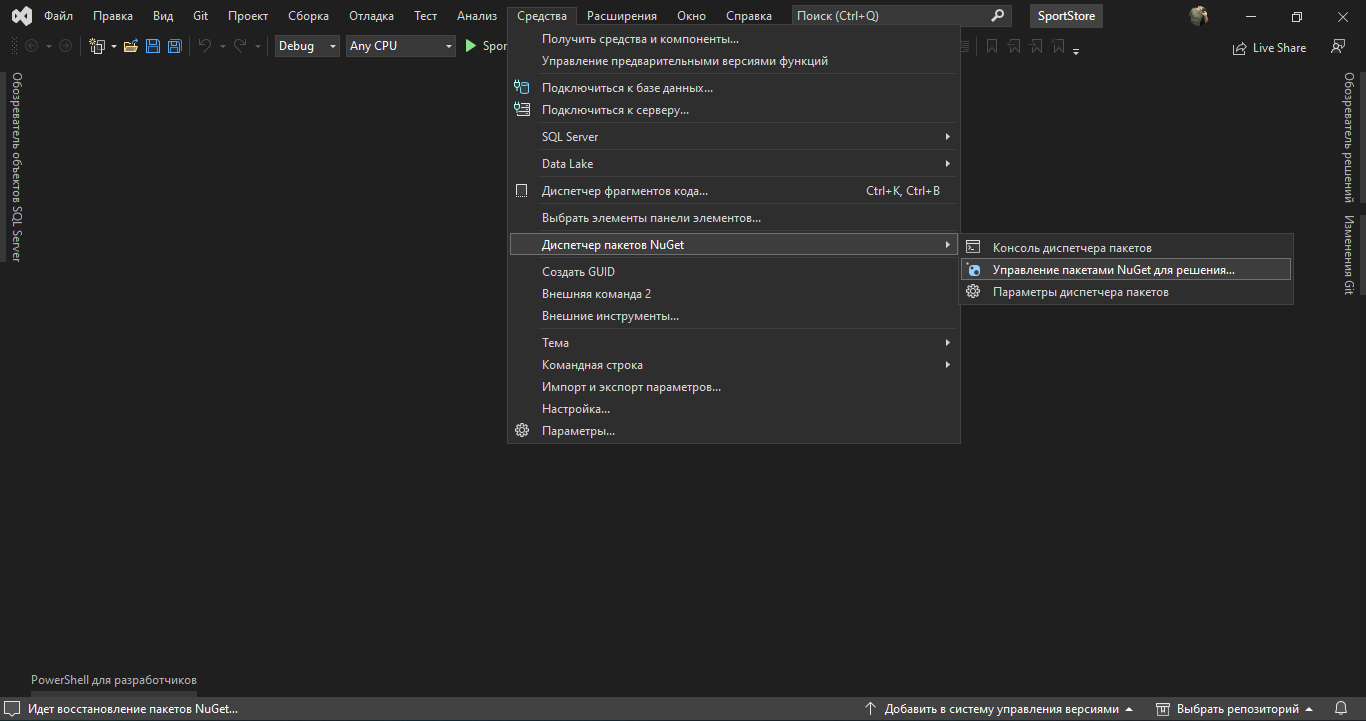 Файл Правка Вид Git Проект Сборка Отладка Тест Анализ Средства Расширения Окно Справка Поиск (Ctrl+Q) SportStore
Debug Any CPU Spor Live Share
Получить средства и компоненты...
Управление предварительными версиями функций
Подключиться к базе данных...
Подключиться к серверу...
SQL Server
Data Lake
Диспетчер фрагментов кода... Ctrl+K, Ctrl+B
Выбрать элементы панели элементов...
Диспетчер пакетов NuGet
Консоль диспетчера пакетов
Управление пакетами NuGet для решения...
Параметры диспетчера пакетов
Создать GUID
Внешняя команда 2
Внешние инструменты...
Тема
Командная строка
Импорт и экспорт параметров...
Настройка...
Параметры...
Обозреватель объектов SQL Server
Обозреватель решений
Изменения Git
PowerShell для разработчиков
Идет восстановление пакетов NuGet... Добавить в систему управления версиями Выбрать репозиторий